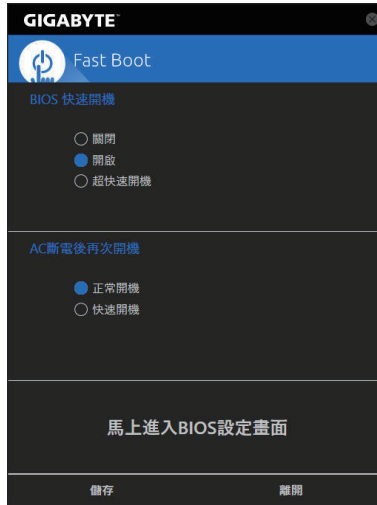 GIGABYTE™
Fast Boot
BIOS 快速開機
關閉
開啟
超快速開機
AC斷電後再次開機
正常開機
快速開機
馬上進入BIOS設定畫面
儲存 離開